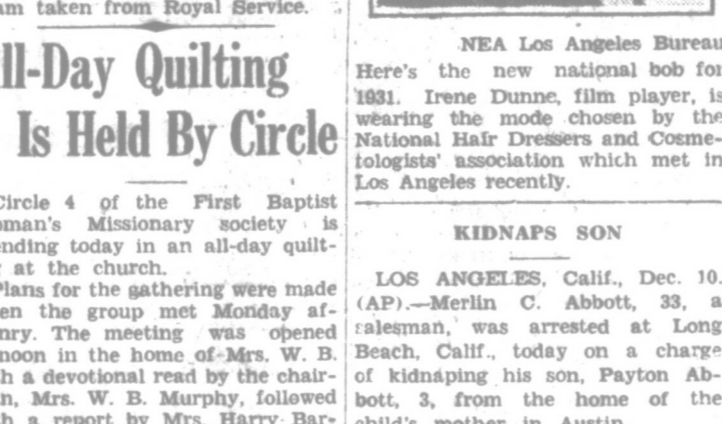 am taken from Royal Service.
ll-Day Quilting
Is Held By Circle
Circle 4 of the First Baptist
oman's Missionary society is
ending today in an all-day quilt-
at the church.
Plans for the gathering were made
en the group met Monday af-
nry. The meeting was opened
noon in the home of Mrs. W. B.
h a devotional read by the chair-
n, Mrs. W. B. Murphy, followed
h a report by Mrs. Harry Bar-
NEA Los Angeles Bureau
Here's the new national bob for
1931. Irene Dunne, film player, is
wearing the mode chosen by the
National Hair Dressers and Cosme-
tologists' association which met in
Los Angeles recently.
KIDNAPS SON
LOS ANGELES, Calif., Dec. 10.
(AP).—Merlin C. Abbott, 33, a
salesman, was arrested at Long
Beach, Calif., today on a charge
of kidnaping his son, Payton Ab-
bott, 3, from the home of the
child's mother in Austin